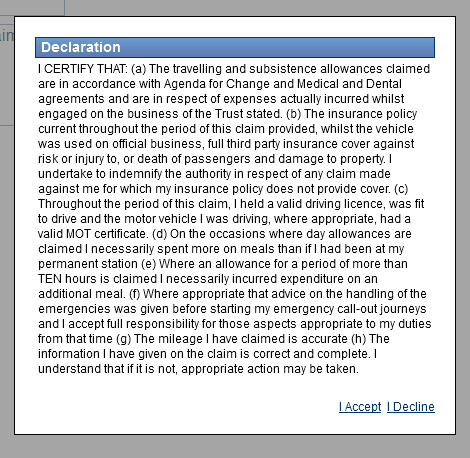 Declaration
I CERTIFY THAT: (a) The travelling and subsistence allowances claimed
are in accordance with Agenda for Change and Medical and Dental
agreements and are in respect of expenses actually incurred whilst
engaged on the business of the Trust stated. (b) The insurance policy
current throughout the period of this claim provided, whilst the vehicle
was used on official business, full third party insurance cover against
risk or injury to, or death of passengers and damage to property. I
undertake to indemnify the authority in respect of any claim made
against me for which my insurance policy does not provide cover. (c)
Throughout the period of this claim, I held a valid driving licence, was fit
to drive and the motor vehicle I was driving, where appropriate, had a
valid MOT certificate. (d) On the occasions where day allowances are
claimed I necessarily spent more on meals than if I had been at my
permanent station (e) Where an allowance for a period of more than
TEN hours is claimed I necessarily incurred expenditure on an
additional meal. (f) Where appropriate that advice on the handling of the
emergencies was given before starting my emergency call-out journeys
and I accept full responsibility for those aspects appropriate to my duties
from that time (g) The mileage I have claimed is accurate (h) The
information I have given on the claim is correct and complete. I
understand that if it is not, appropriate action may be taken.
I Accept I Decline